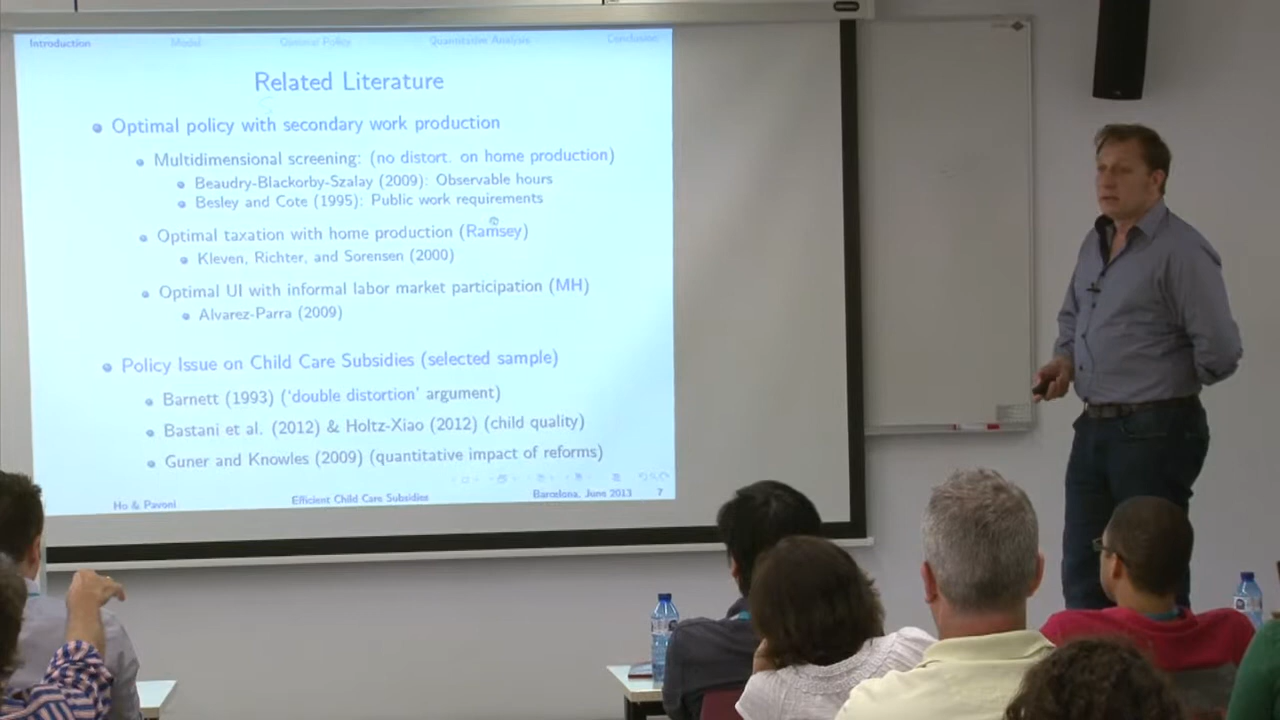 Introduction Model Optimal Policy Quantitative Analysis Conclusion
Related Literature
Optimal policy with secondary work production
Multidimensional screening: (no distort. on home production)
Beaudry-Blackorby-Szalay (2009): Observable hours
Besley and Cote (1995): Public work requirements
Optimal taxation with home production (Ramsey)
Kleven, Richter, and Sorensen (2000)
Optimal UI with informal labor market participation (MH)
Alvarez-Parra (2009)
Policy Issue on Child Care Subsidies (selected sample)
Barnett (1993) ('double distortion' argument)
Bastani et al. (2012) & Holtz-Xiao (2012) (child quality)
Guner and Knowles (2009) (quantitative impact of reforms)
Ho & Pavoni Efficient Child Care Subsidies Barcelona, June 2013 7